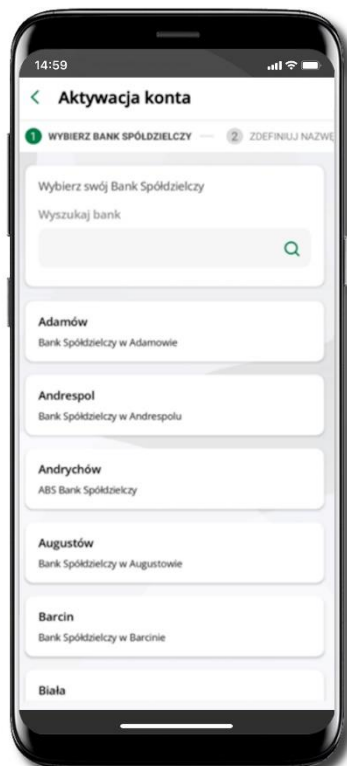 14:59
Aktywacja konta
1 WYBIERZ BANK SPÓŁDZIELCZY
2 ZDEFINIUJ NAZWĘ
Wybierz swój Bank Spółdzielczy
Wyszukaj bank
Adamów
Bank Spółdzielczy w Adamowie
Andrespol
Bank Spółdzielczy w Andrespolu
Andrychów
ABS Bank Spółdzielczy
Augustów
Bank Spółdzielczy w Augustowie
Barcin
Bank Spółdzielczy w Barcinie
Biała